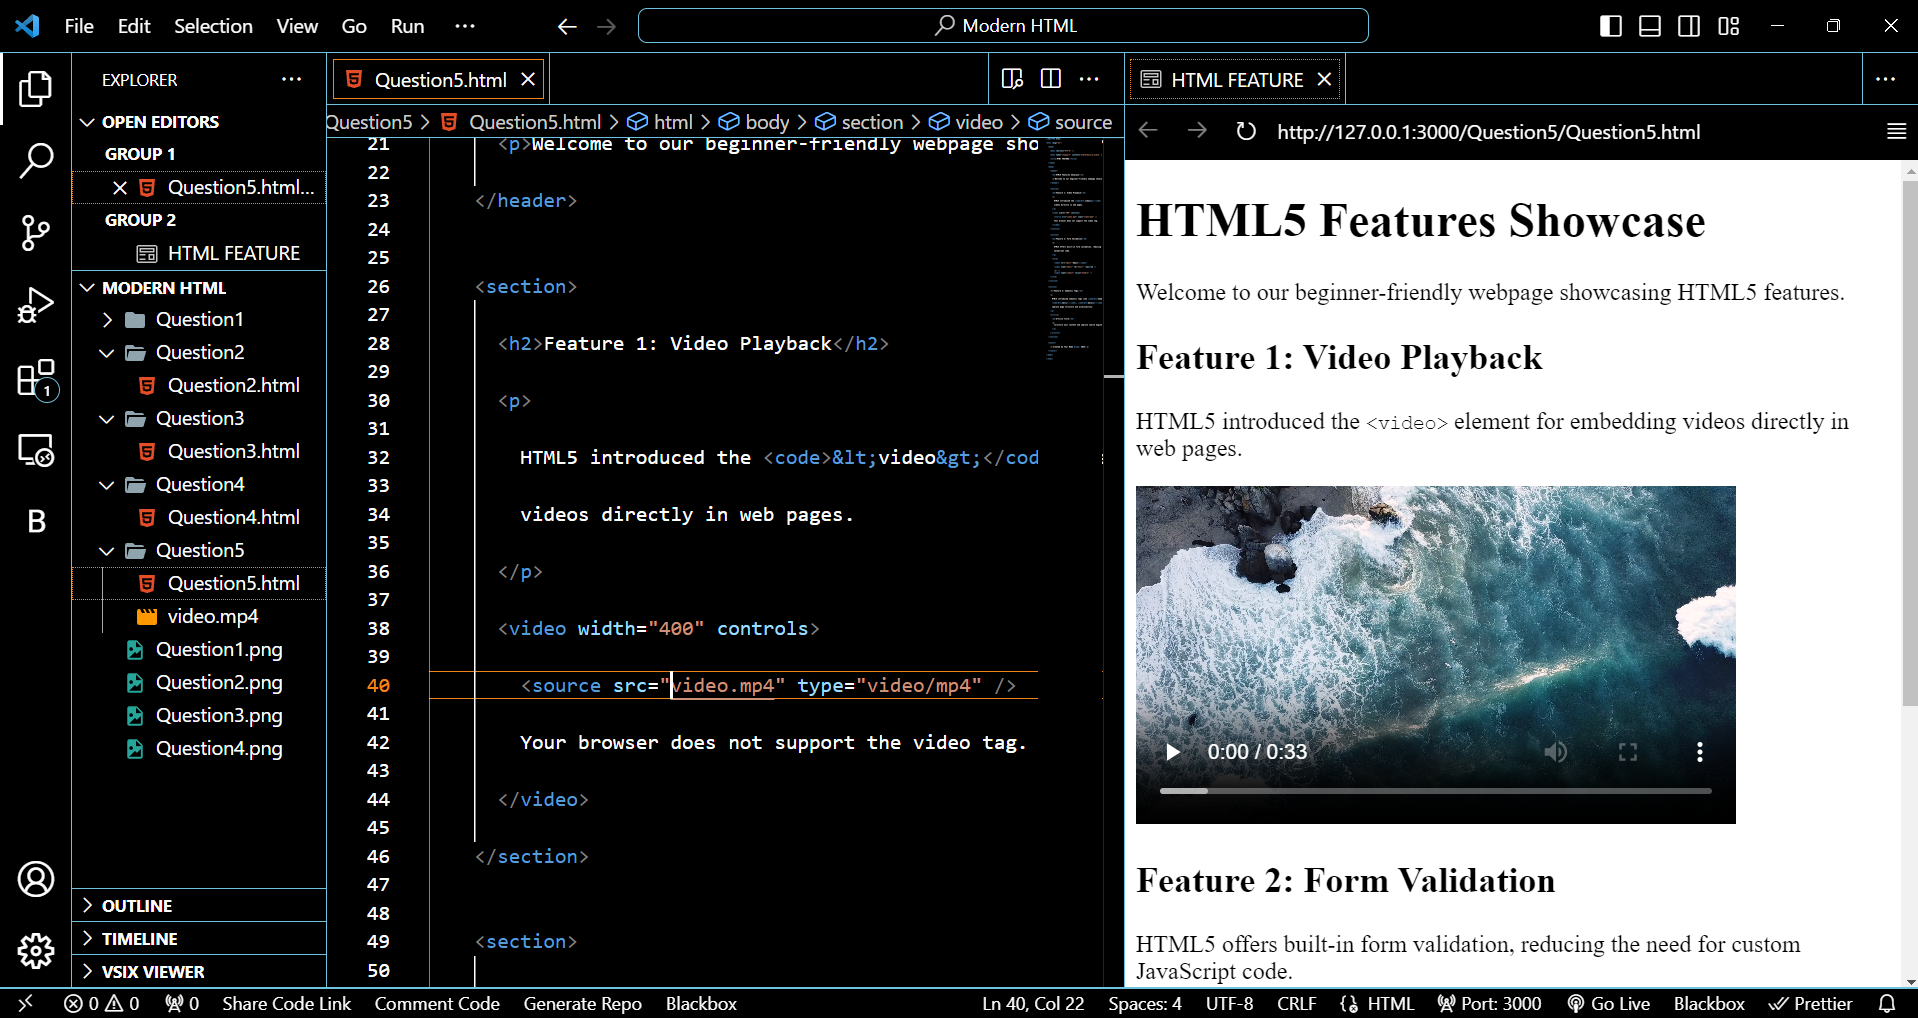 File Edit Selection View Go Run ···
Modern HTML
EXPLORER
OPEN EDITORS
GROUP 1
Question5.html...
GROUP 2
HTML FEATURE
MODERN HTML
Question1
Question2
Question2.html
Question3
Question3.html
Question4
Question4.html
Question5
Question5.html
video.mp4
Question1.png
Question2.png
Question3.png
Question4.png
OUTLINE
TIMELINE
VSIX VIEWER
B
1
Question5.html
Question5 > Question5.html > html > body > section > video > source
21 <p>Welcome to our beginner-friendly webpage sho
22
23 </header>
24
25
26 <section>
27
28 <h2>Feature 1: Video Playback</h2>
29
30 <p>
31
32 HTML5 introduced the <code>&lt;video&gt;</cod
33
34 videos directly in web pages.
35
36 </p>
37
38 <video width="400" controls>
39
40 <source src="video.mp4" type="video/mp4" />
41
42 Your browser does not support the video tag.
43
44 </video>
45
46 </section>
47
48
49 <section>
50
HTML FEATURE
http://127.0.0.1:3000/Question5/Question5.html
HTML5 Features Showcase
Welcome to our beginner-friendly webpage showcasing HTML5 features.
Feature 1: Video Playback
HTML5 introduced the <video> element for embedding videos directly in
web pages.
0:00 / 0:33
Feature 2: Form Validation
HTML5 offers built-in form validation, reducing the need for custom
JavaScript code.
0 0 0 Share Code Link Comment Code Generate Repo Blackbox Ln 40, Col 22 Spaces: 4 UTF-8 CRLF HTML Port: 3000 Go Live Blackbox Prettier